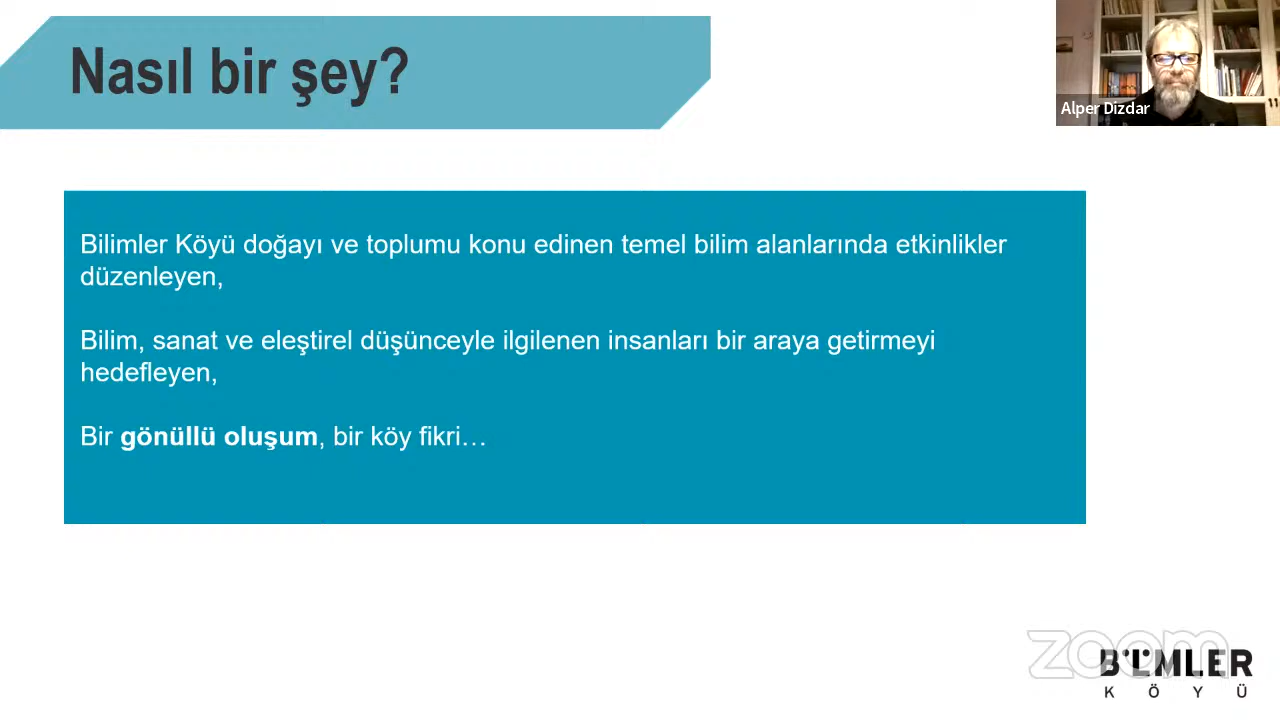 Nasıl bir şey?
Alper Dizdar
Bilimler Köyü doğayı ve toplumu konu edinen temel bilim alanlarında etkinlikler
düzenleyen,
Bilim, sanat ve eleştirel düşünceyle ilgilenen insanları bir araya getirmeyi
hedefleyen,
Bir gönüllü oluşum, bir köy fikri…
zoom
BİLİMLER
KÖYÜ